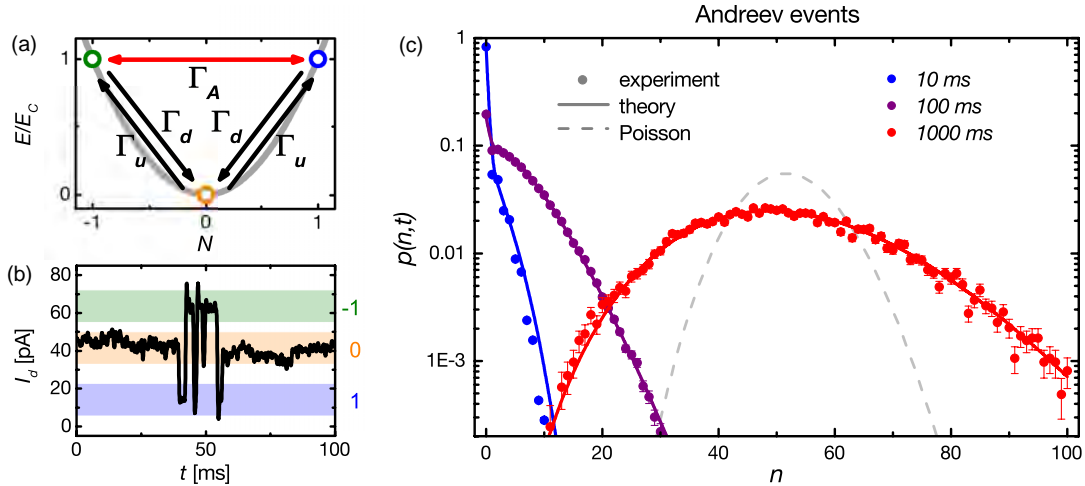 Andreev events
(a)
1
0
E/E_C
Γ_A
Γ_d Γ_d
Γ_u Γ_u
-1 0 1
N
(b)
80
60
40
20
0
I_d [pA]
-1
0
1
0 50 100
t [ms]
(c)
1
0.1
0.01
1E-3
p(n,t)
experiment
theory
Poisson
10 ms
100 ms
1000 ms
0 20 40 60 80 100
n